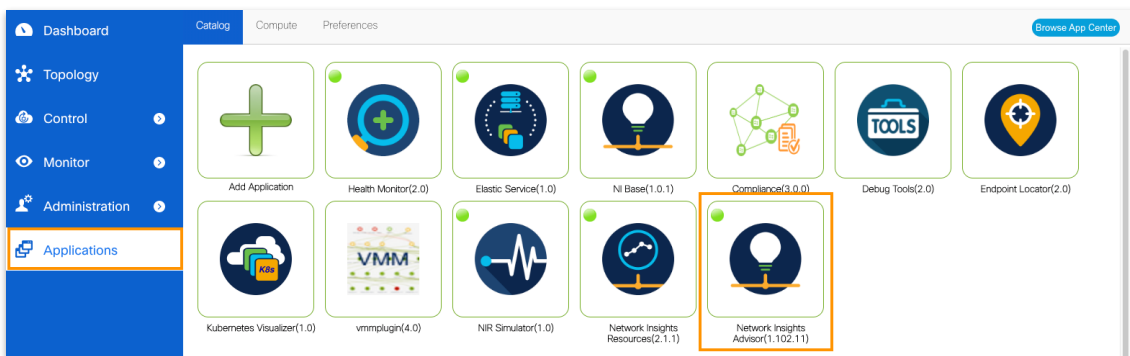 Dashboard
Catalog Compute Preferences
Browse App Center
Topology
Control
Monitor
Administration
Applications
TOOLS
Add Application
Health Monitor(2.0)
Elastic Service(1.0)
NI Base(1.0.1)
Compliance(3.0.0)
Debug Tools(2.0)
Endpoint Locator(2.0)
K8s
VMM
Kubernetes Visualizer(1.0)
vmmplugin(4.0)
NIR Simulator(1.0)
Network Insights
Resources(2.1.1)
Network Insights
Advisor(1.102.11)